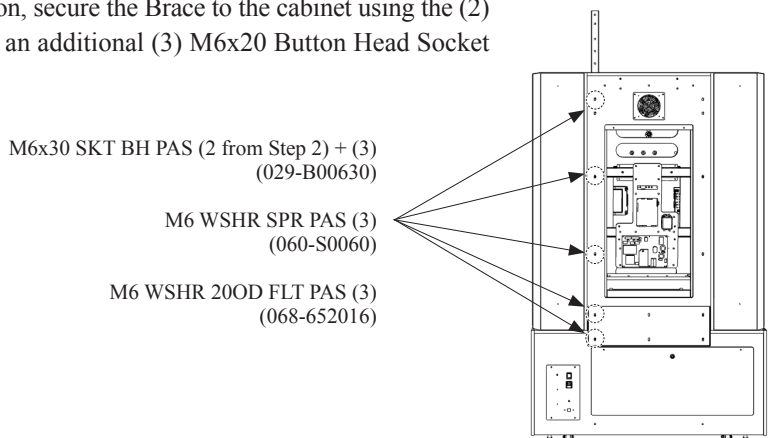 on, secure the Brace to the cabinet using the (2)
an additional (3) M6x20 Button Head Socket
M6x30 SKT BH PAS (2 from Step 2) + (3)
(029-B00630)
M6 WSHR SPR PAS (3)
(060-S0060)
M6 WSHR 20OD FLT PAS (3)
(068-652016)